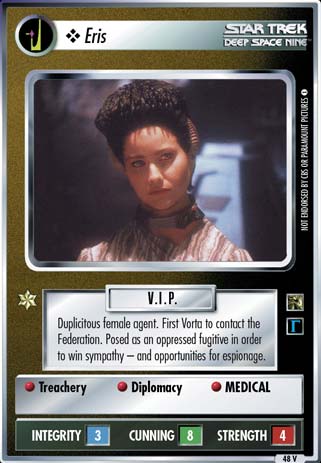 ❖ Eris
STAR TREK
DEEP SPACE NINE
NOT ENDORSED BY CBS OR PARAMOUNT PICTURES
V.I.P.
Duplicitous female agent. First Vorta to contact the
Federation. Posed as an oppressed fugitive in order
to win sympathy – and opportunities for espionage.
Treachery Diplomacy MEDICAL
INTEGRITY 3 CUNNING 8 STRENGTH 4
48 V